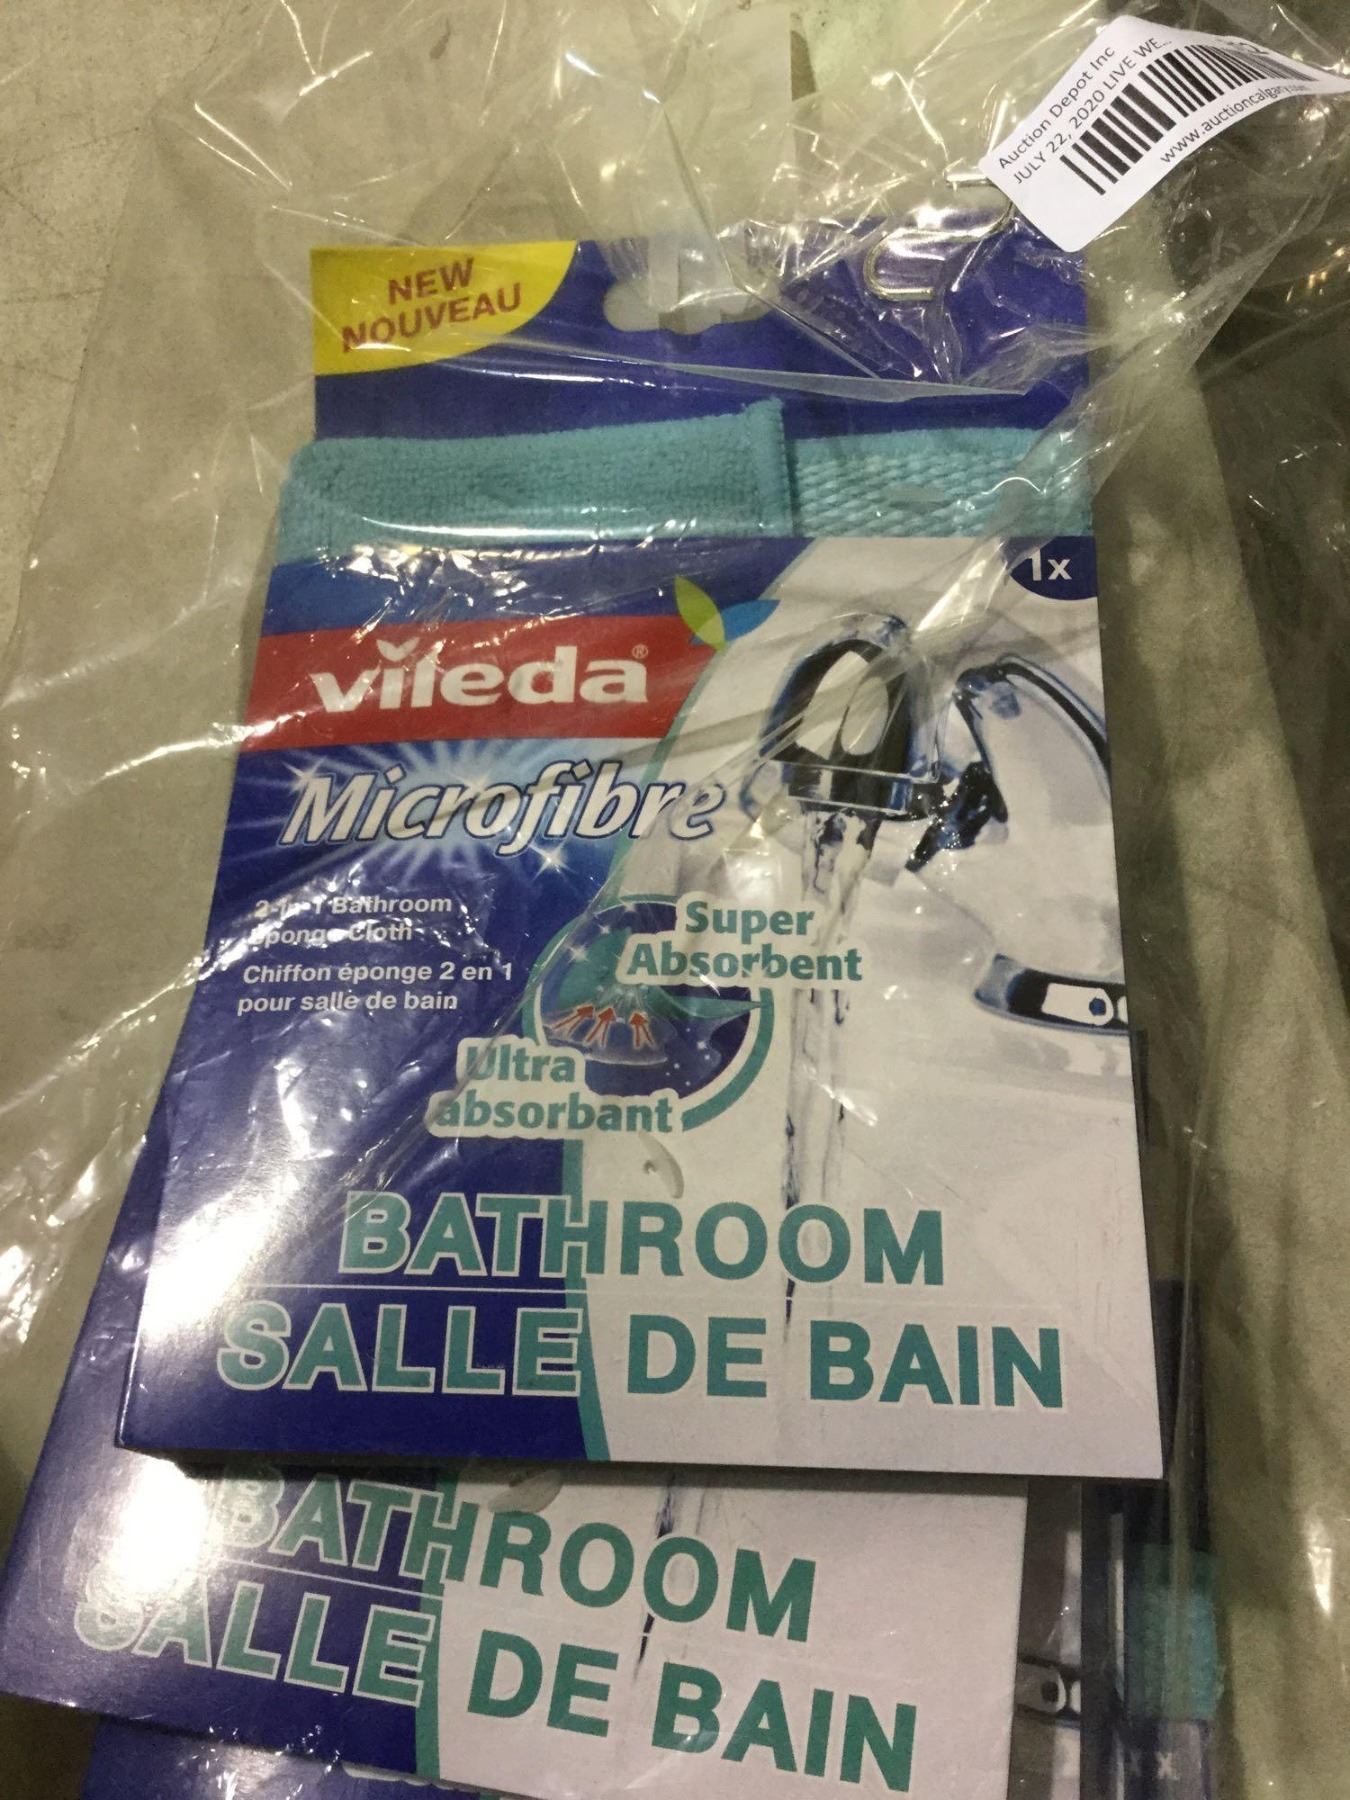 Auction Depot Inc
JULY 22, 2020 LIVE WE...
NEW
NOUVEAU
1x
vileda®
Microfibre
2-in-1 Bathroom
Sponge Cloth
Chiffon éponge 2 en 1
pour salle de bain
Super
Absorbent
Ultra
absorbant
BATHROOM
SALLE DE BAIN
BATHROOM
SALLE DE BAIN